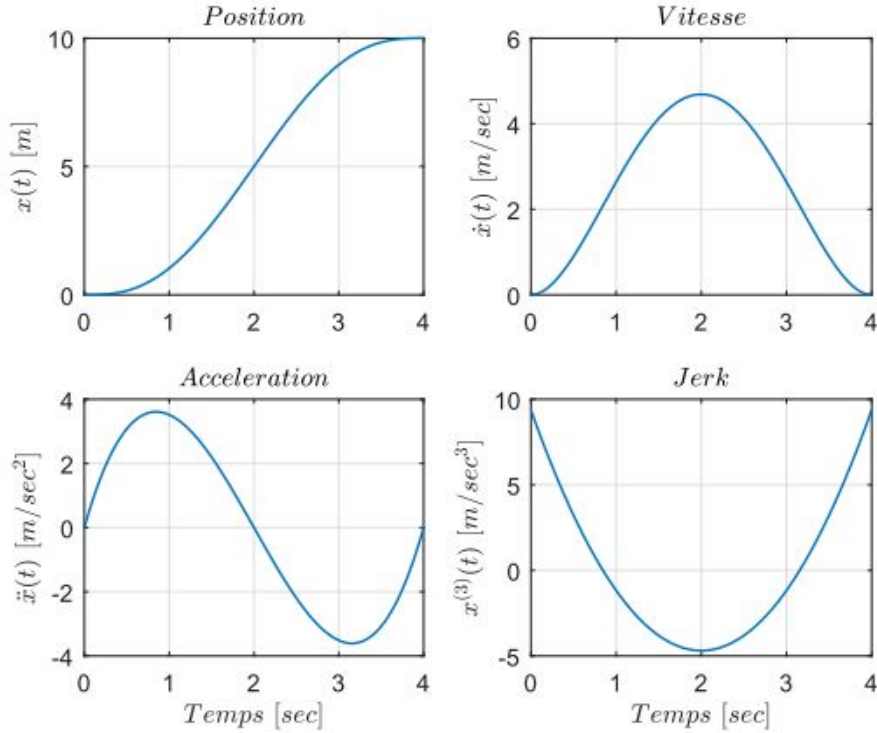 Position
10
5
0
0 1 2 3 4
x(t) [m]
Vitesse
6
4
2
0
0 1 2 3 4
ẋ(t) [m/sec]
Acceleration
4
2
0
-2
-4
0 1 2 3 4
ẍ(t) [m/sec²]
Temps [sec]
Jerk
10
5
0
-5
0 1 2 3 4
x⁽³⁾(t) [m/sec³]
Temps [sec]